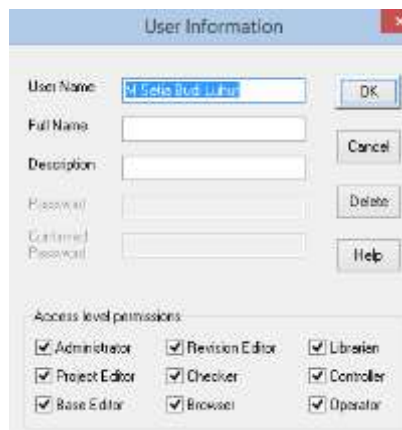 User Information
User Name
M Setia Budi Luhur
OK
Full Name
Cancel
Description
Password
Delete
Confirmed
Password
Help
Access level permissions
Administrator Revision Editor Librarian
Project Editor Checker Controller
Base Editor Browser Operator